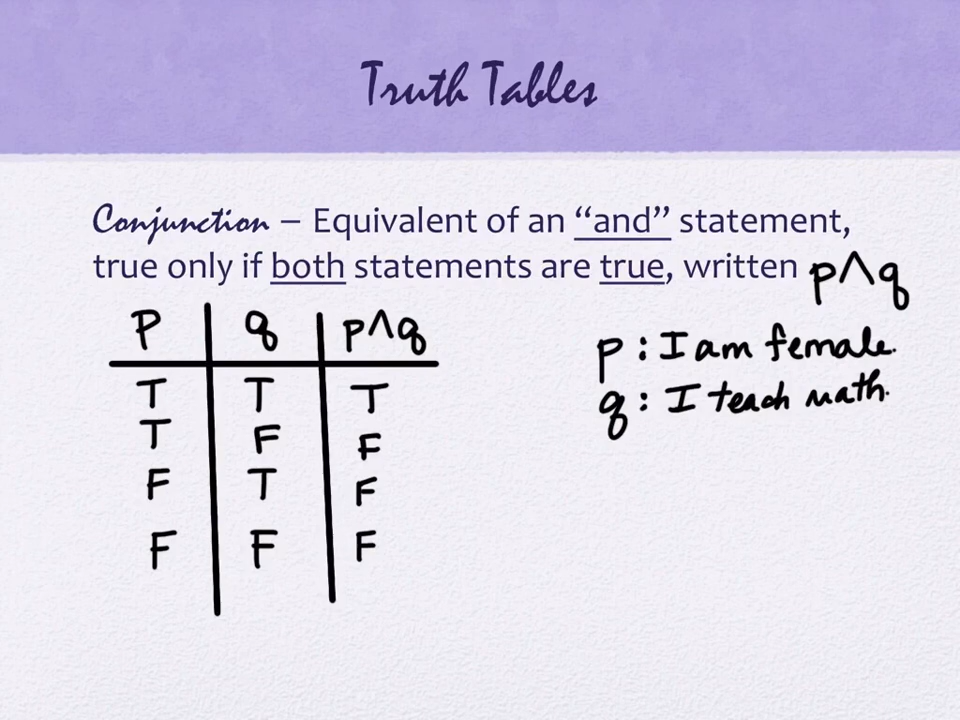 Truth Tables
Conjunction – Equivalent of an “and” statement,
true only if both statements are true, written p∧q
p q p∧q
T T T
T F F
F T F
F F F
p : I am female.
q : I teach math.